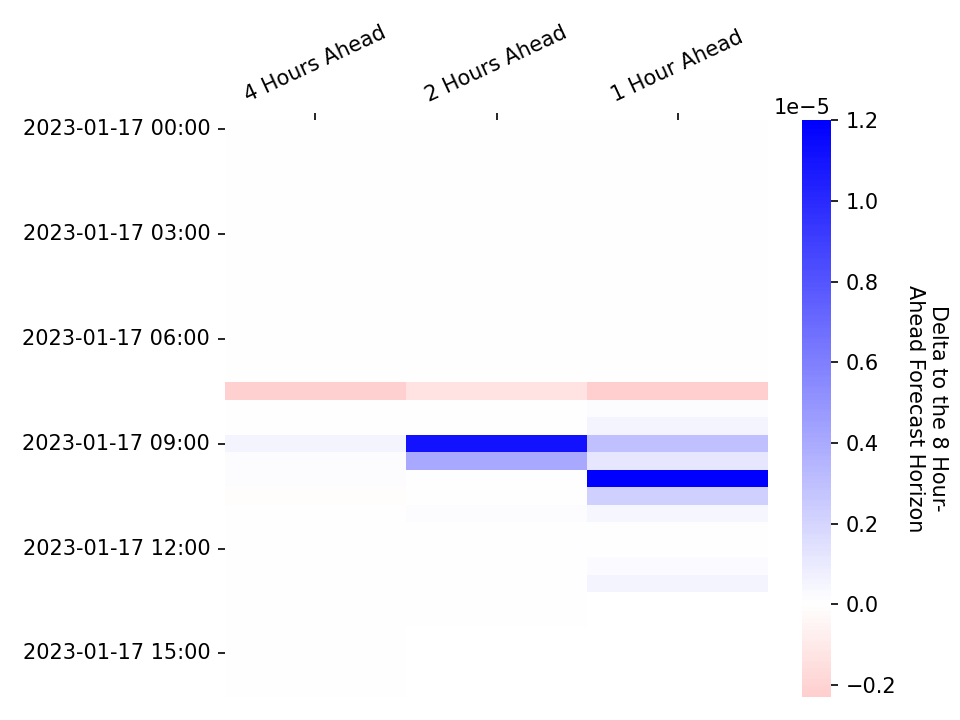 4 Hours Ahead
2 Hours Ahead
1 Hour Ahead
2023-01-17 00:00
2023-01-17 03:00
2023-01-17 06:00
2023-01-17 09:00
2023-01-17 12:00
2023-01-17 15:00
1e−5
1.2
1.0
0.8
0.6
0.4
0.2
0.0
−0.2
Delta to the 8 Hour-
Ahead Forecast Horizon